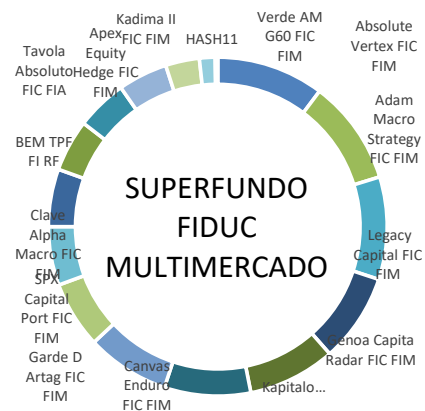 Kadima II
FIC FIM
HASH11
Verde AM
G60 FIC
FIM
Absolute
Vertex FIC
FIM
Adam
Macro
Strategy
FIC FIM
Legacy
Capital FIC
FIM
Genoa Capita
Radar FIC FIM
Kapitalo...
Canvas
Enduro
FIC FIM
Garde D
Artag FIC
FIM
SPX
Capital
Port FIC
FIM
Clave
Alpha
Macro FIC
FIM
BEM TPF
FI RF
Tavola
Absoluto
FIC FIA
Apex
Equity
Hedge FIC
FIM
SUPERFUNDO
FIDUC
MULTIMERCADO